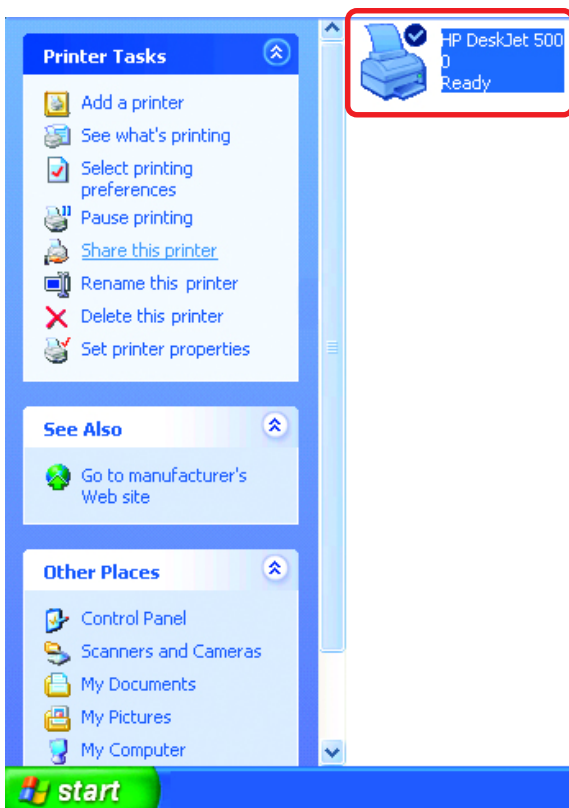 Printer Tasks
Add a printer
See what's printing
Select printing
preferences
Pause printing
Share this printer
Rename this printer
Delete this printer
Set printer properties
See Also
Go to manufacturer's
Web site
Other Places
Control Panel
Scanners and Cameras
My Documents
My Pictures
My Computer
HP DeskJet 500
0
Ready
start